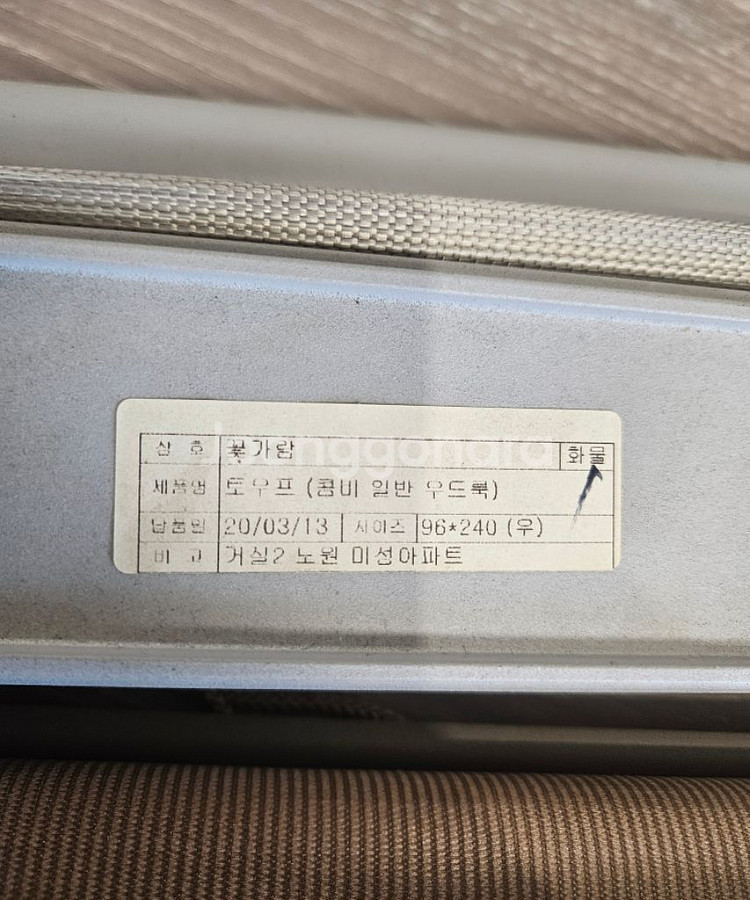 상 호 꽃가람 화물
제품명 토우프 (콤비 일반 우드룩)
납품일 20/03/13 사이즈 96*240 (우)
비 고 거실2 노원 미성아파트
joonggonara